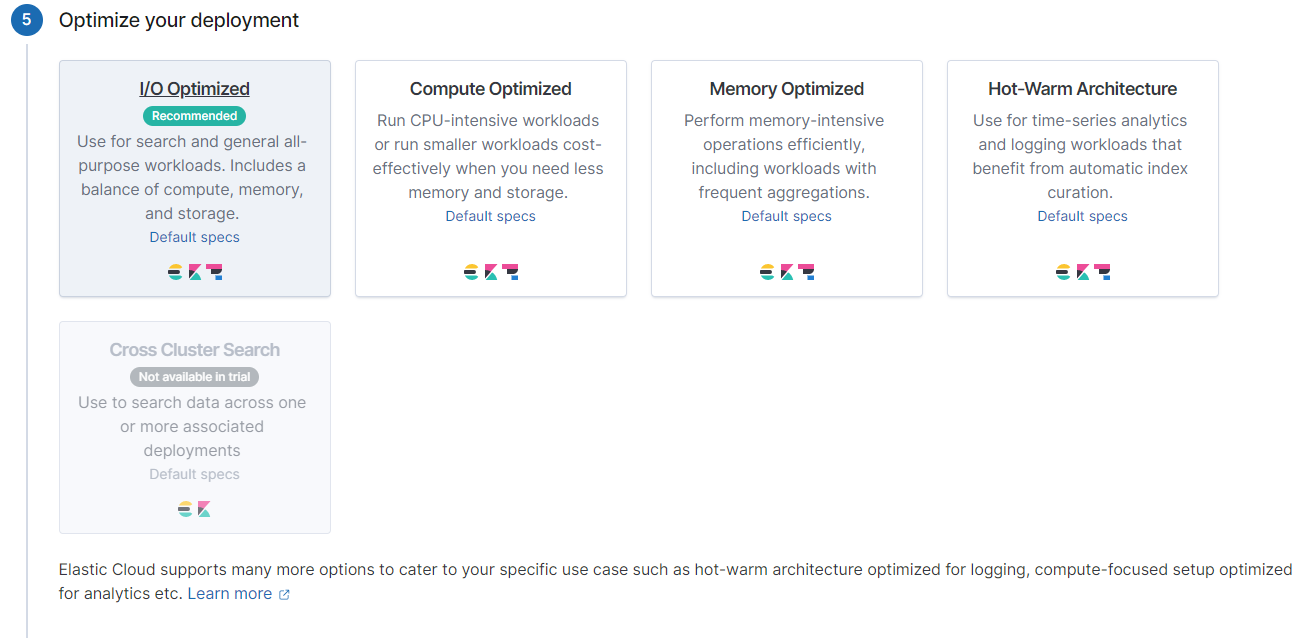 5 Optimize your deployment
I/O Optimized
Recommended
Use for search and general all-
purpose workloads. Includes a
balance of compute, memory,
and storage.
Default specs
Compute Optimized
Run CPU-intensive workloads
or run smaller workloads cost-
effectively when you need less
memory and storage.
Default specs
Memory Optimized
Perform memory-intensive
operations efficiently,
including workloads with
frequent aggregations.
Default specs
Hot-Warm Architecture
Use for time-series analytics
and logging workloads that
benefit from automatic index
curation.
Default specs
Cross Cluster Search
Not available in trial
Use to search data across one
or more associated
deployments
Default specs
Elastic Cloud supports many more options to cater to your specific use case such as hot-warm architecture optimized for logging, compute-focused setup optimized
for analytics etc. Learn more